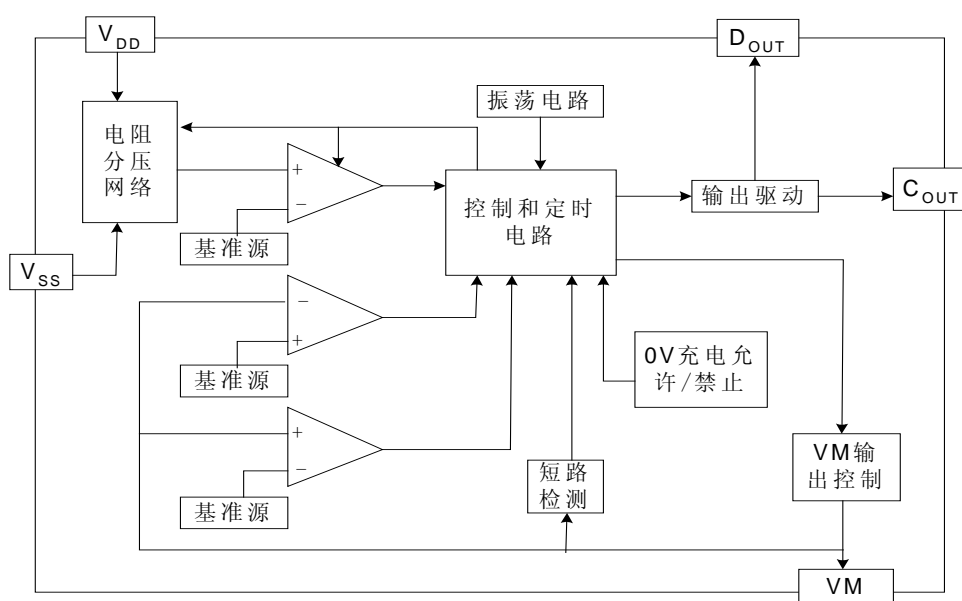 VDD
DOUT
振荡电路
电阻
分压
网络
+
−
基准源
控制和定时
电路
输出驱动
COUT
VSS
−
+
基准源
0V充电允
许/禁止
+
−
基准源
短路
检测
VM输
出控制
VM